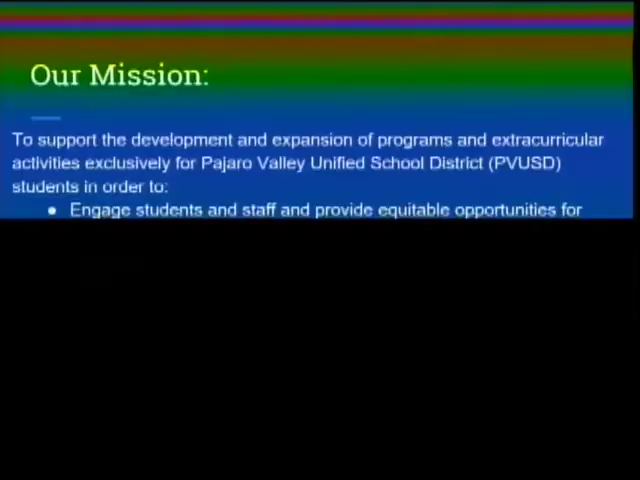 Our Mission:
To support the development and expansion of programs and extracurricular
activities exclusively for Pajaro Valley Unified School District (PVUSD)
students in order to:
● Engage students and staff and provide equitable opportunities for